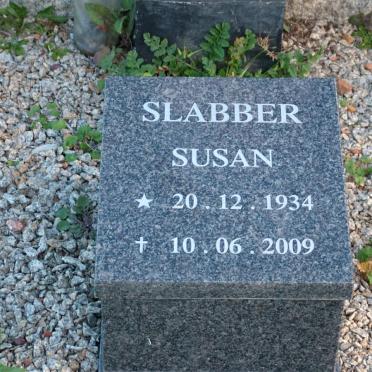 SLABBER
SUSAN
★ 20 . 12 . 1934
✝ 10 . 06 . 2009